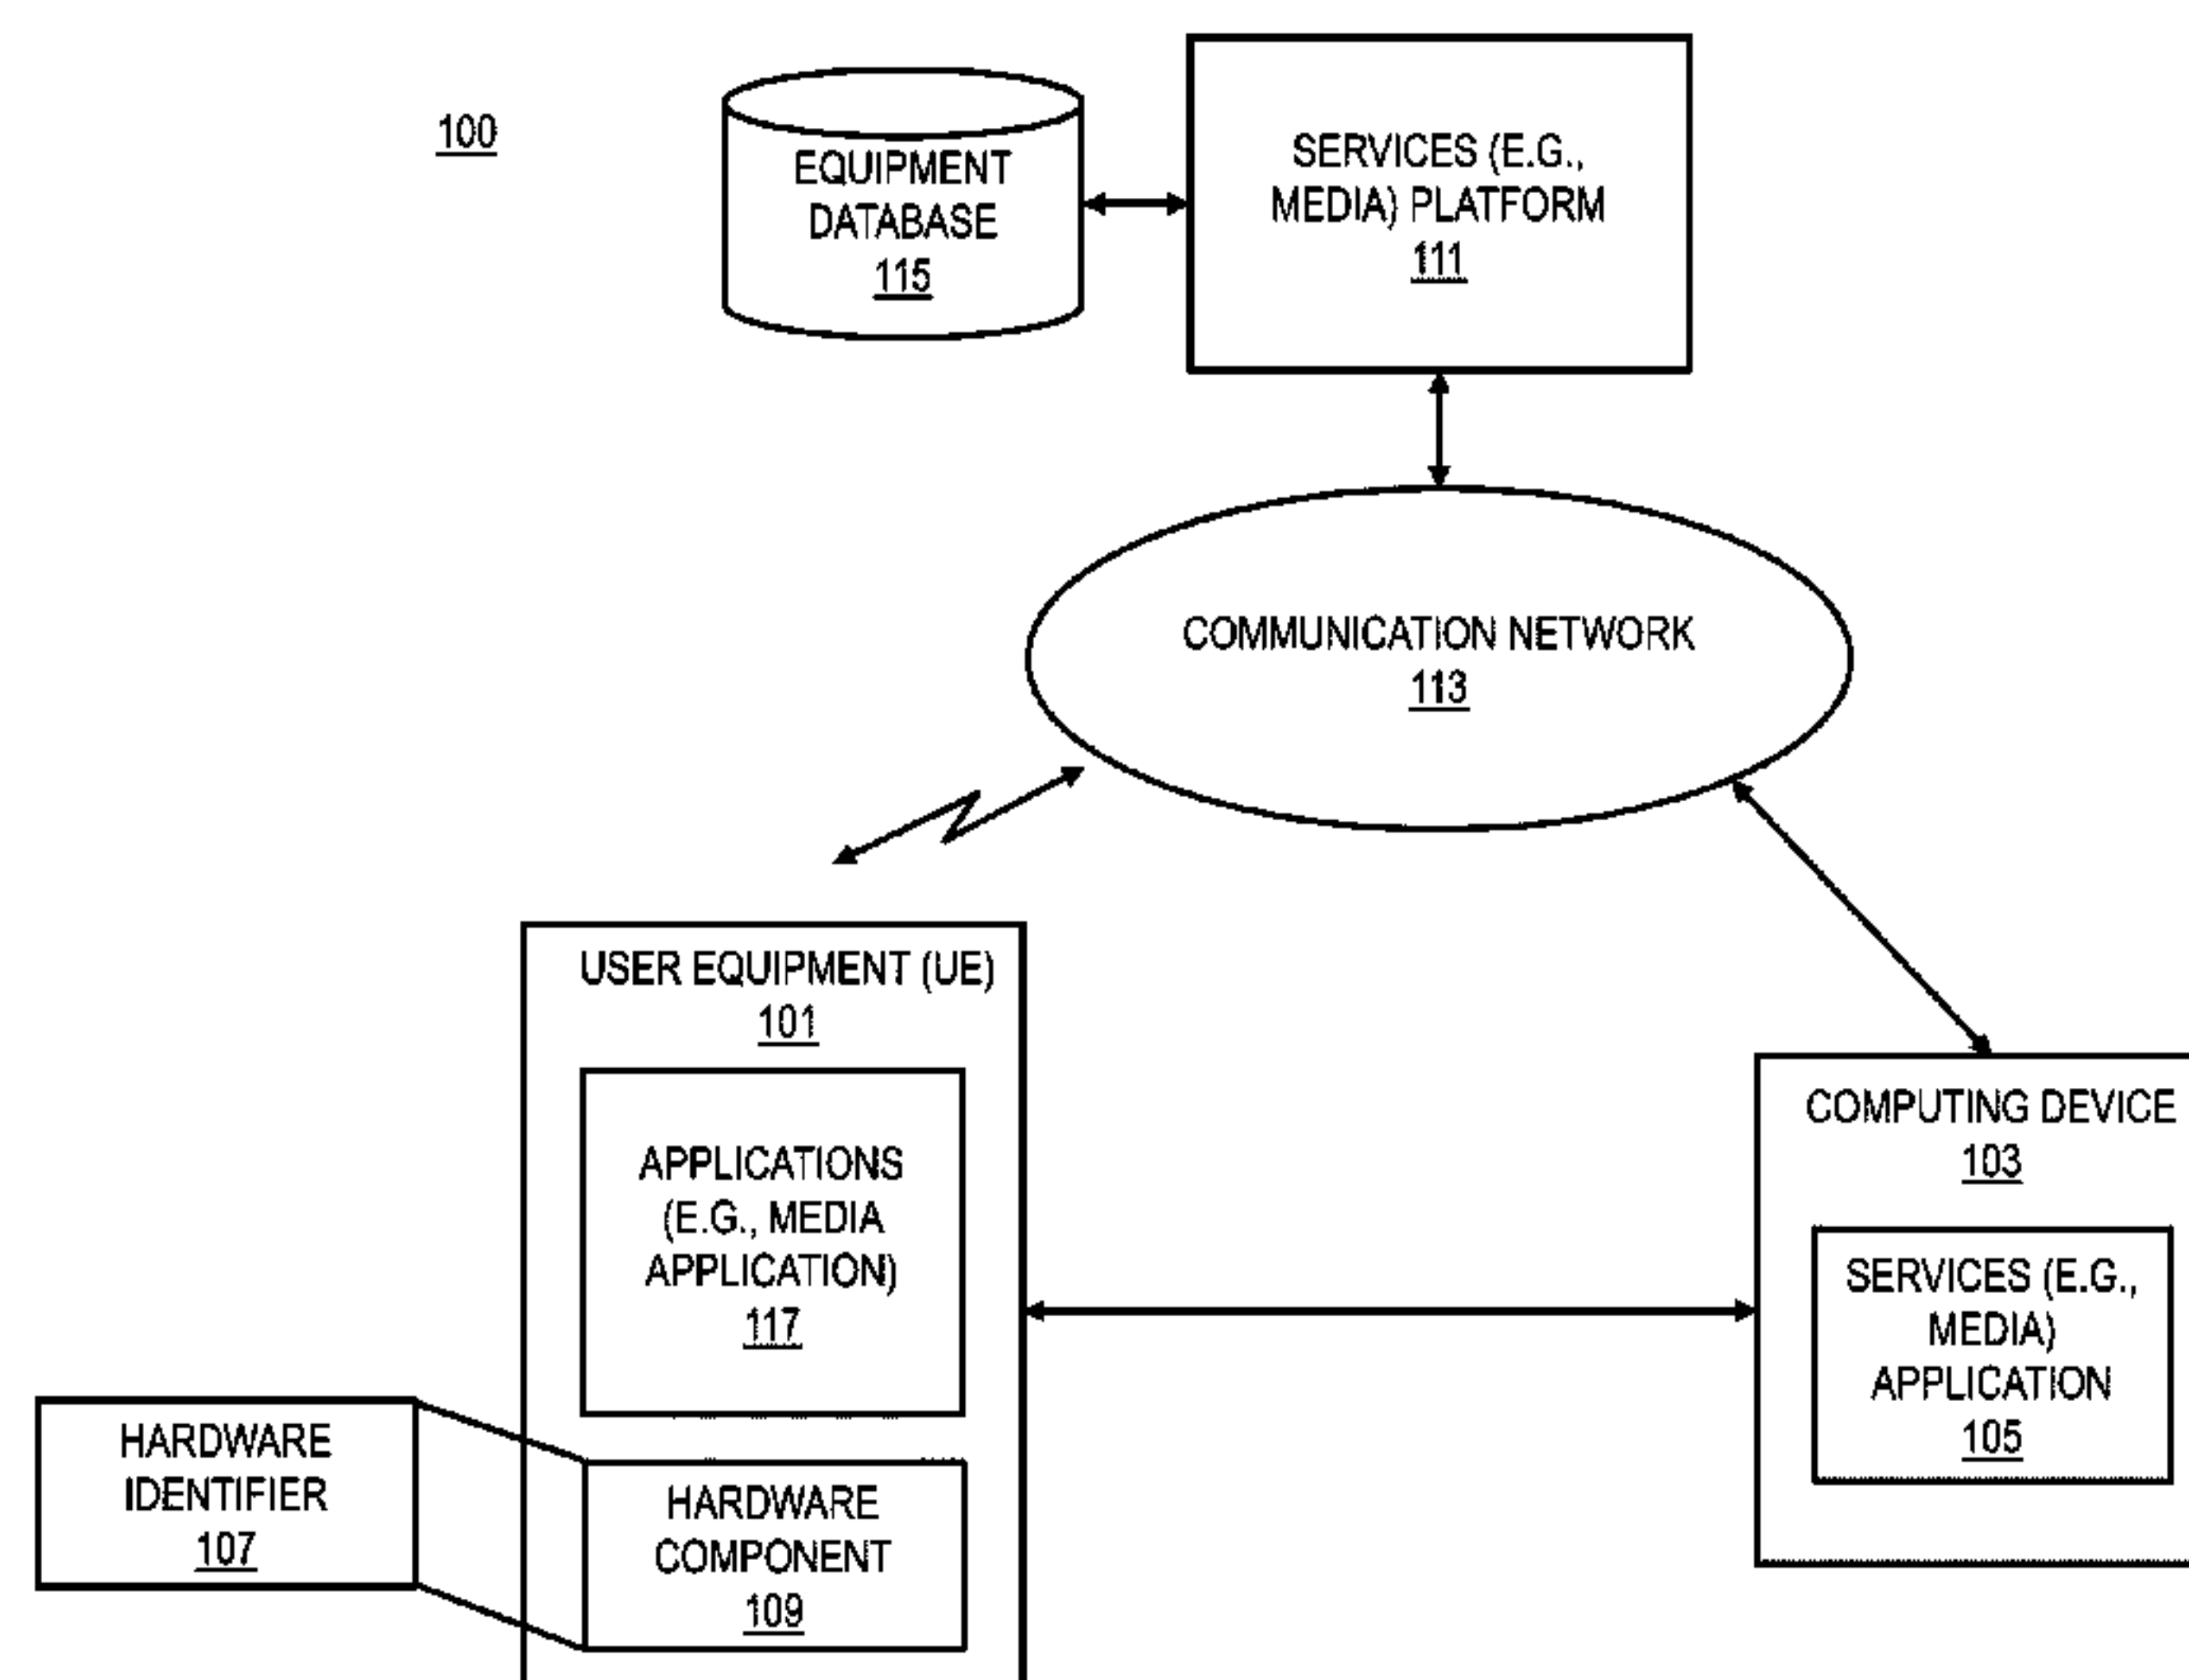 100
EQUIPMENT
DATABASE
115
SERVICES (E.G.,
MEDIA) PLATFORM
111
COMMUNICATION NETWORK
113
USER EQUIPMENT (UE)
101
APPLICATIONS
(E.G., MEDIA
APPLICATION)
117
HARDWARE
IDENTIFIER
107
HARDWARE
COMPONENT
109
COMPUTING DEVICE
103
SERVICES (E.G.,
MEDIA)
APPLICATION
105